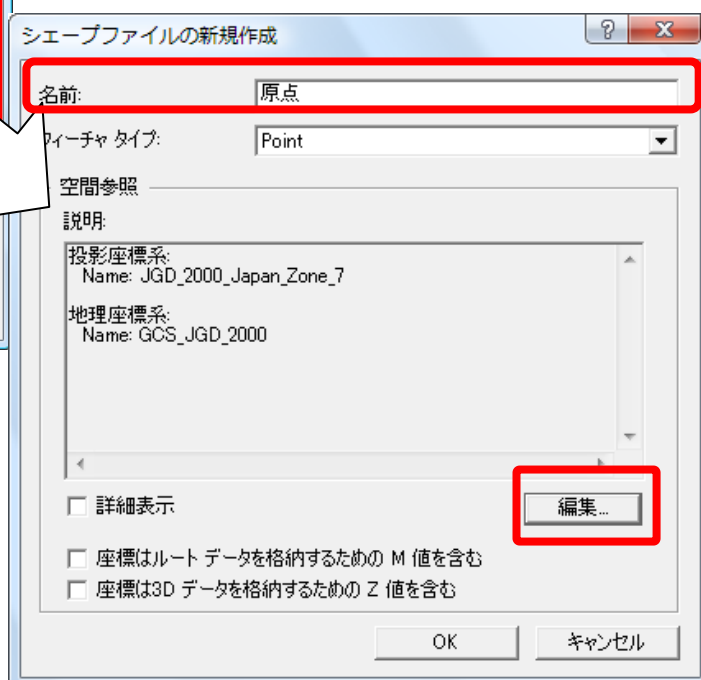 シェープファイルの新規作成
名前: 原点
フィーチャ タイプ: Point
空間参照
説明:
投影座標系:
Name: JGD_2000_Japan_Zone_7
地理座標系:
Name: GCS_JGD_2000
詳細表示 編集...
座標はルート データを格納するための M 値を含む
座標は3D データを格納するための Z 値を含む
OK キャンセル